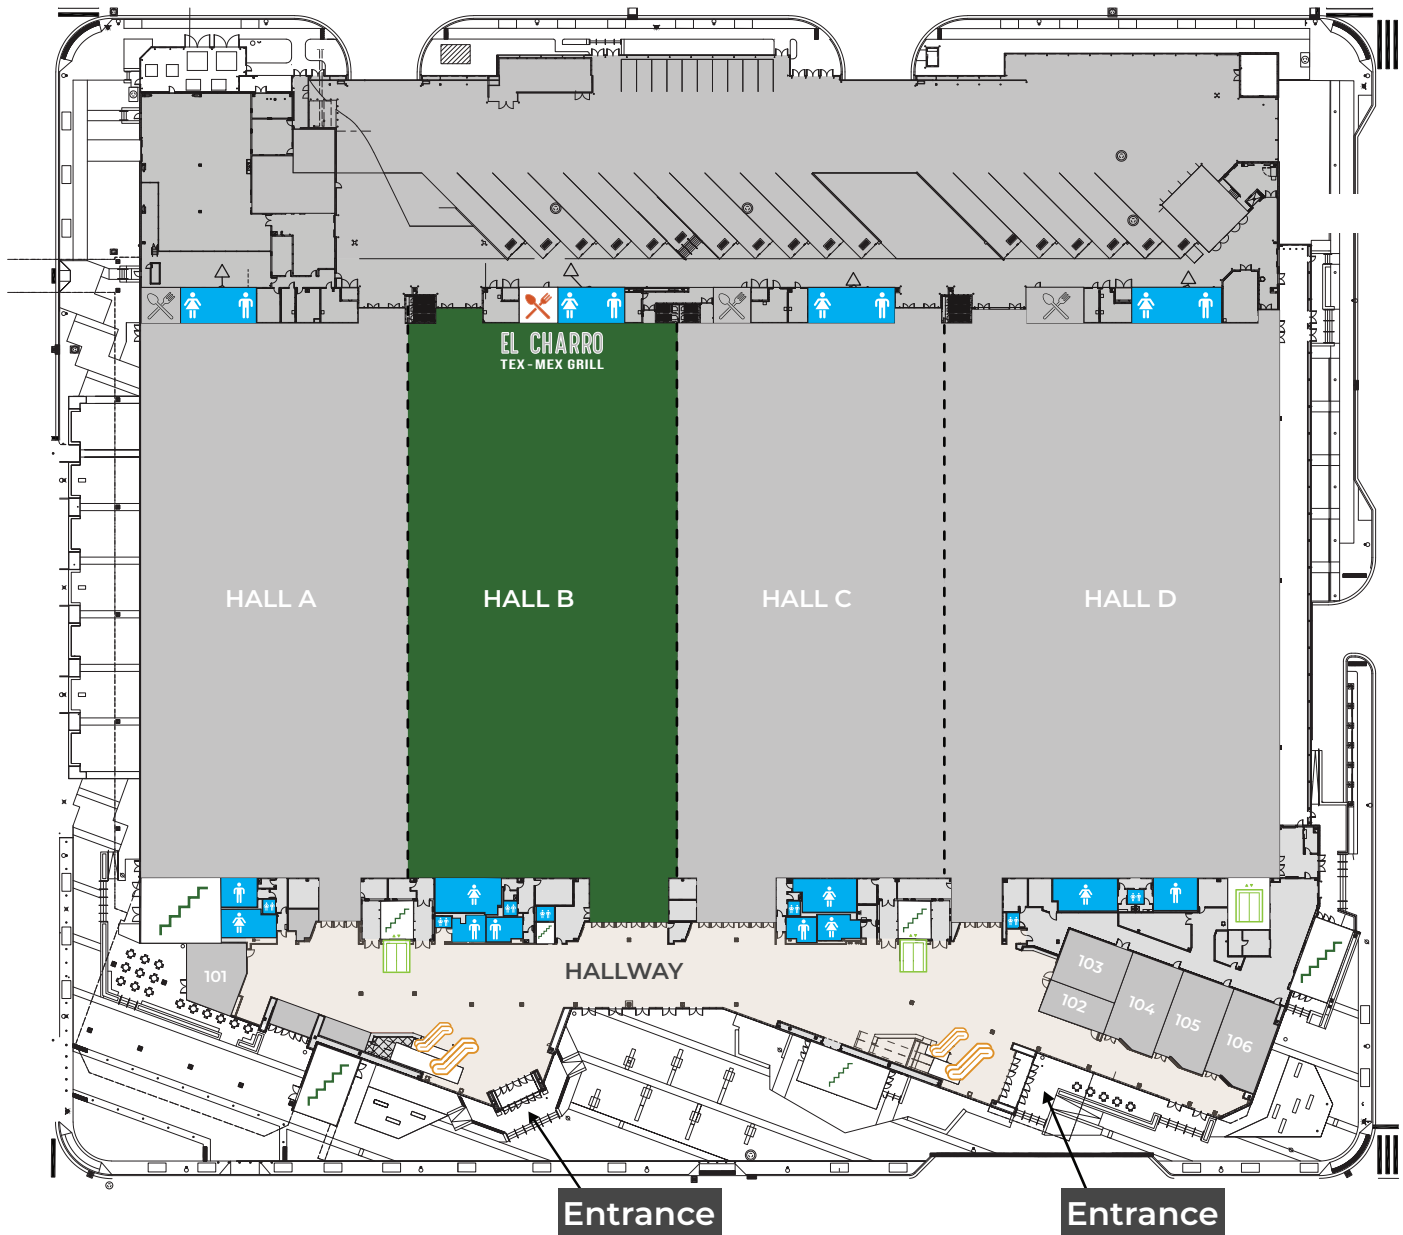 EL CHARRO
TEX-MEX GRILL
HALL A
HALL B
HALL C
HALL D
HALLWAY
101
103
102
104
105
106
Entrance
Entrance